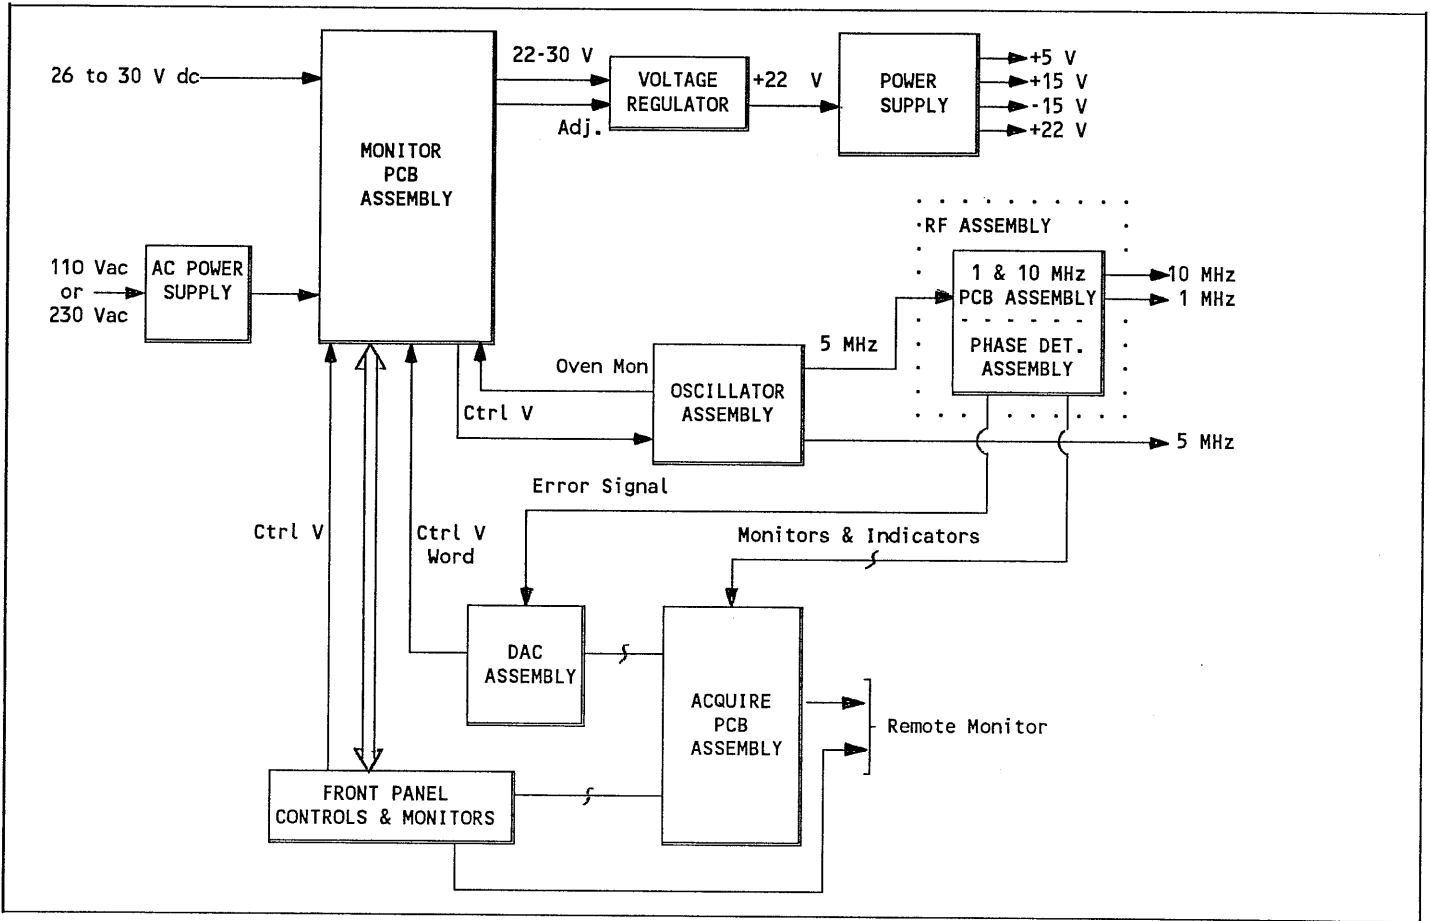 26 to 30 V dc
MONITOR
PCB
ASSEMBLY
22-30 V
Adj.
VOLTAGE
REGULATOR
+22 V
POWER
SUPPLY
+5 V
+15 V
-15 V
+22 V
110 Vac
or
230 Vac
AC POWER
SUPPLY
RF ASSEMBLY
1 & 10 MHz
PCB ASSEMBLY
PHASE DET.
ASSEMBLY
10 MHz
1 MHz
5 MHz
Oven Mon
Ctrl V
OSCILLATOR
ASSEMBLY
5 MHz
Error Signal
Ctrl V
Ctrl V
Word
Monitors & Indicators
DAC
ASSEMBLY
ACQUIRE
PCB
ASSEMBLY
Remote Monitor
FRONT PANEL
CONTROLS & MONITORS